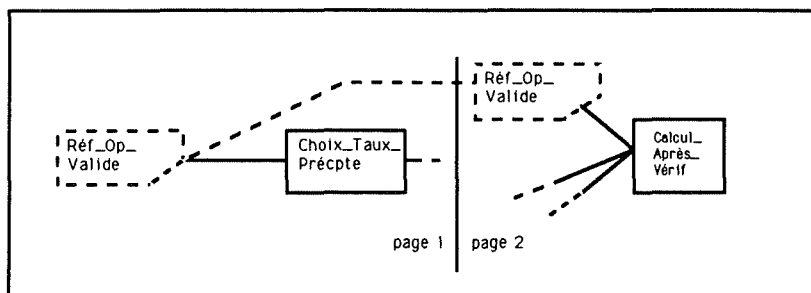 Réf_Op_
Valide
Choix_Taux_
Précpte
page 1
Réf_Op_
Valide
Calcul_
Après_
Vérif
page 2